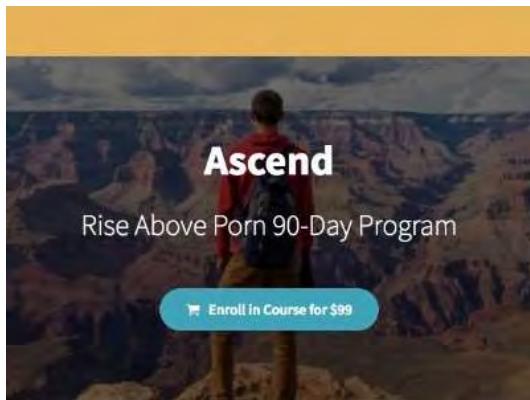 Ascend
Rise Above Porn 90-Day Program
Enroll in Course for $99